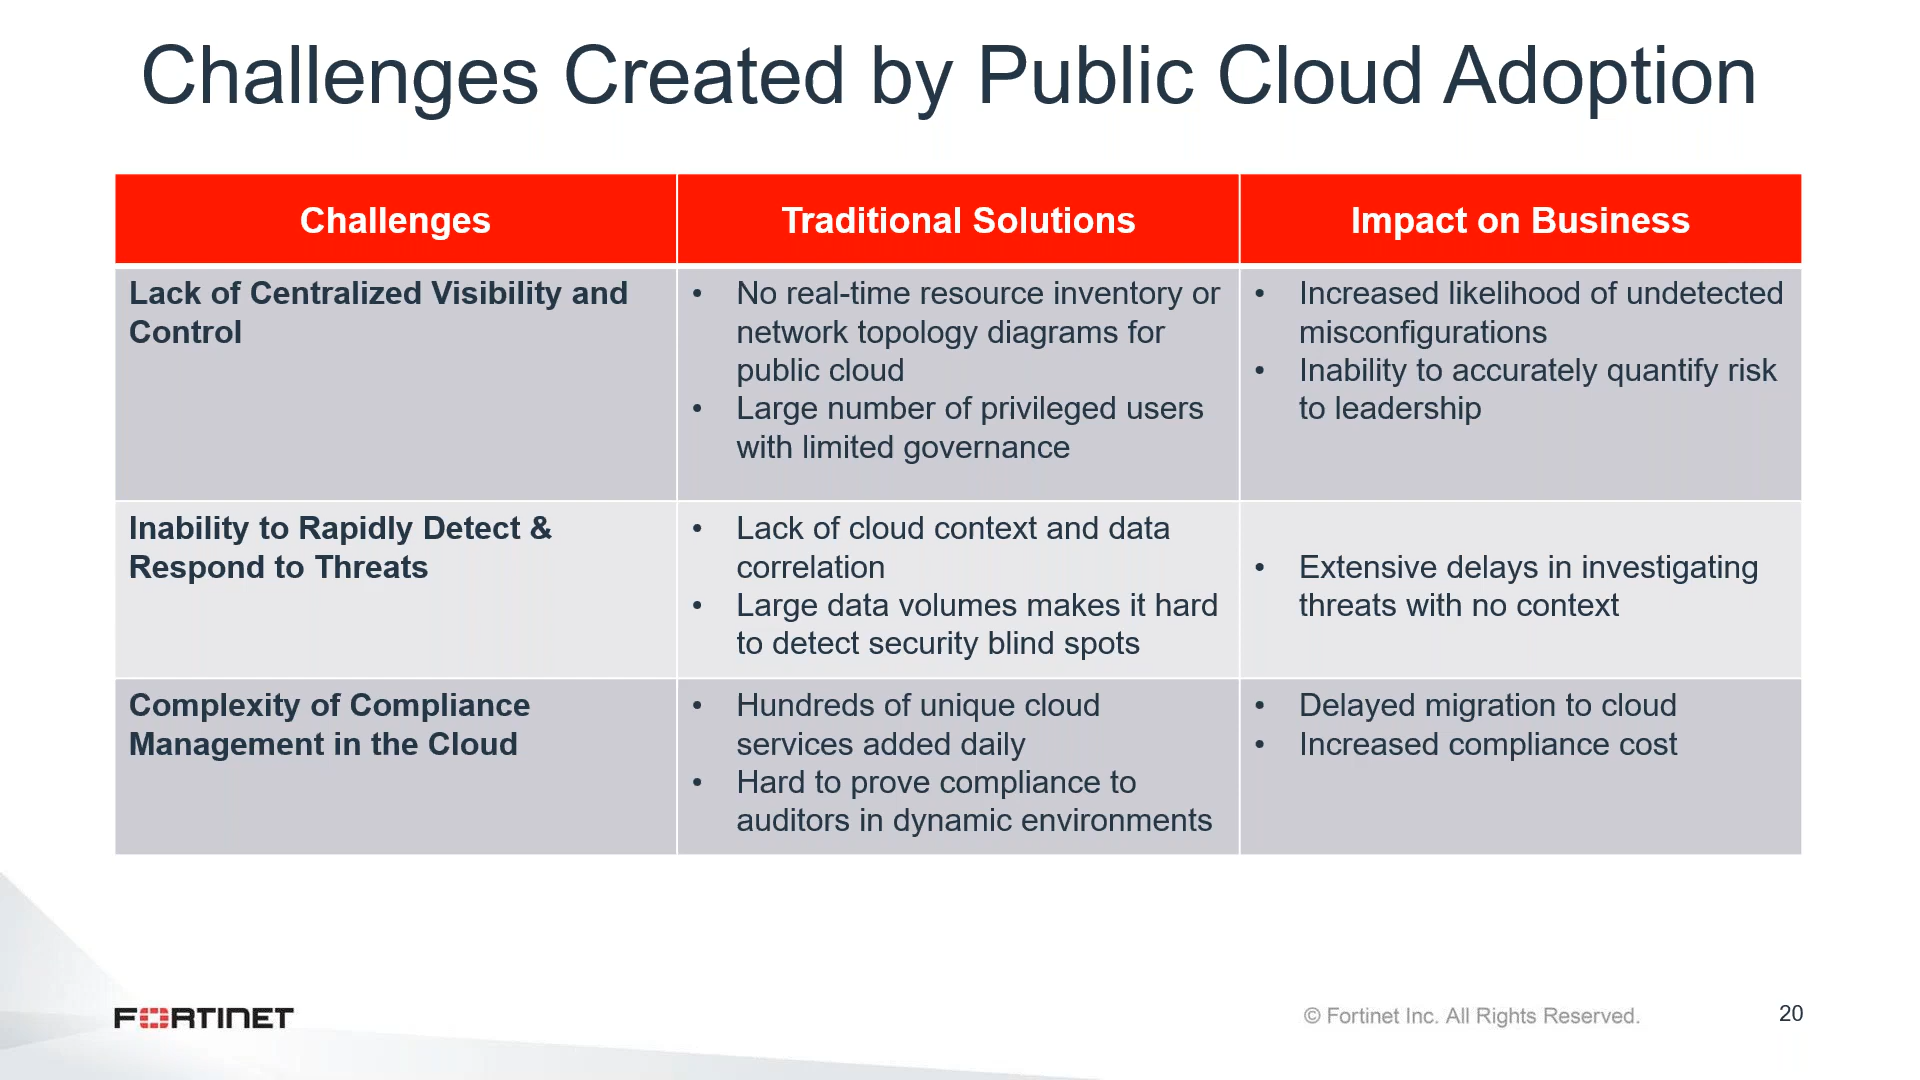 Challenges Created by Public Cloud Adoption
Challenges
Traditional Solutions
Impact on Business
Lack of Centralized Visibility and
Control
• No real-time resource inventory or
network topology diagrams for
public cloud
• Large number of privileged users
with limited governance
• Increased likelihood of undetected
misconfigurations
• Inability to accurately quantify risk
to leadership
Inability to Rapidly Detect &
Respond to Threats
• Lack of cloud context and data
correlation
• Large data volumes makes it hard
to detect security blind spots
• Extensive delays in investigating
threats with no context
Complexity of Compliance
Management in the Cloud
• Hundreds of unique cloud
services added daily
• Hard to prove compliance to
auditors in dynamic environments
• Delayed migration to cloud
• Increased compliance cost
FORTINET
© Fortinet Inc. All Rights Reserved.
20